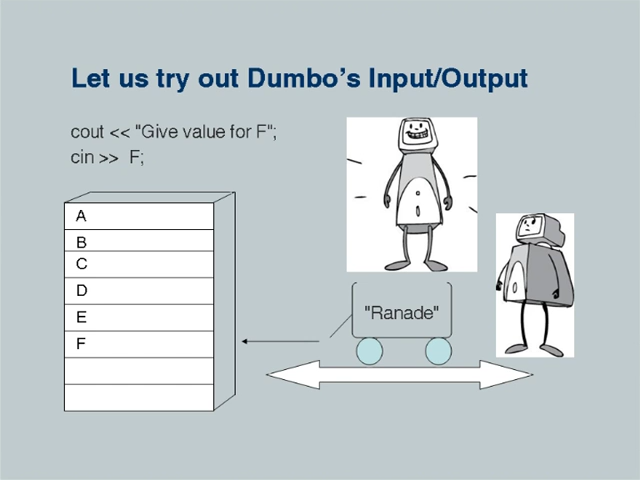 Let us try out Dumbo's Input/Output
cout << "Give value for F";
cin >>  F;
A
B
C
D
E
F
"Ranade"